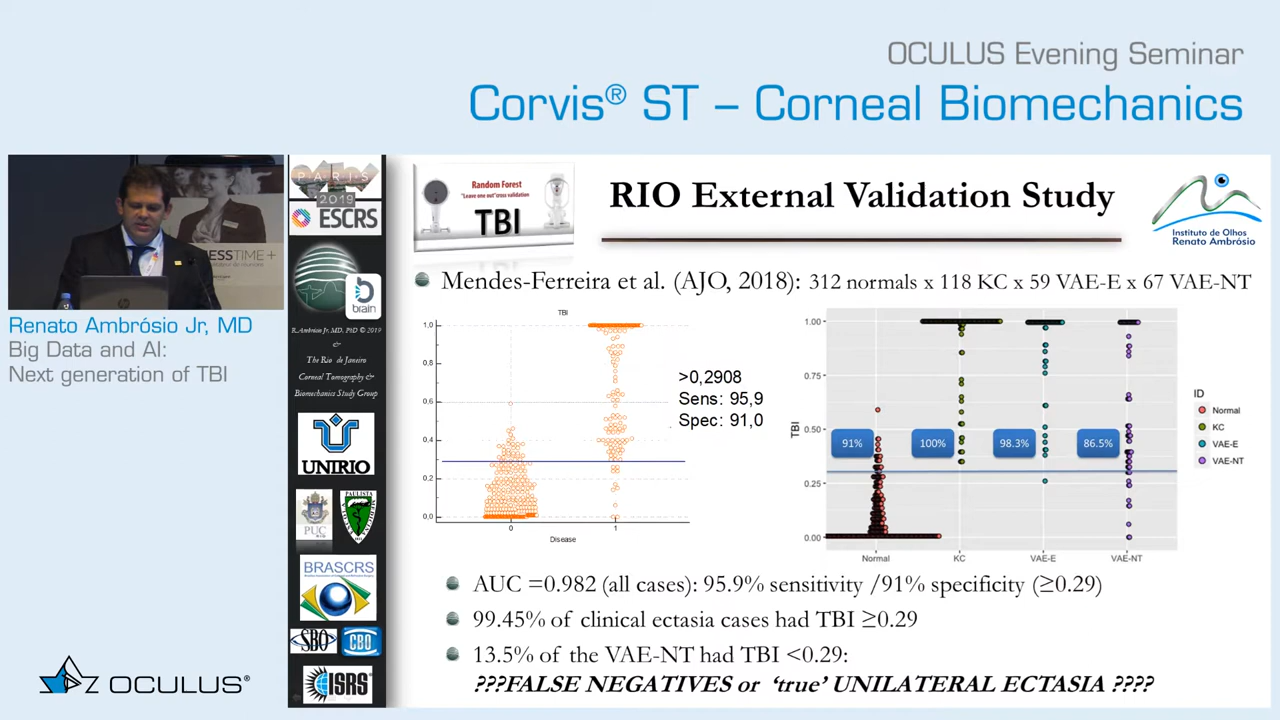 OCULUS Evening Seminar
Corvis® ST – Corneal Biomechanics
Renato Ambrósio Jr, MD
Big Data and AI:
Next generation of TBI
OCULUS®
PARIS
2019
ESCRS
brain
R.Ambrósio Jr, MD, PhD © 2019
&
The Rio de Janeiro
Corneal Tomography &
Biomechanics Study Group
UNIRIO
PUC
PAULISTA
BRASCRS
SBO
CBO
ISRS
Random Forest
"Leave one out"cross validation
TBI
RIO External Validation Study
Instituto de Olhos
Renato Ambrósio
Mendes-Ferreira et al. (AJO, 2018): 312 normals x 118 KC x 59 VAE-E x 67 VAE-NT
TBI
1,0
0,8
0,6
0,4
0,2
0,0
0
1
Disease
>0,2908
Sens: 95,9
Spec: 91,0
TBI
1.00
0.75
0.50
0.25
0.00
91%
100%
98.3%
86.5%
Normal
KC
VAE-E
VAE-NT
ID
Normal
KC
VAE-E
VAE-NT
AUC =0.982 (all cases): 95.9% sensitivity /91% specificity (≥0.29)
99.45% of clinical ectasia cases had TBI ≥0.29
13.5% of the VAE-NT had TBI <0.29:
???FALSE NEGATIVES or ‘true’ UNILATERAL ECTASIA ????